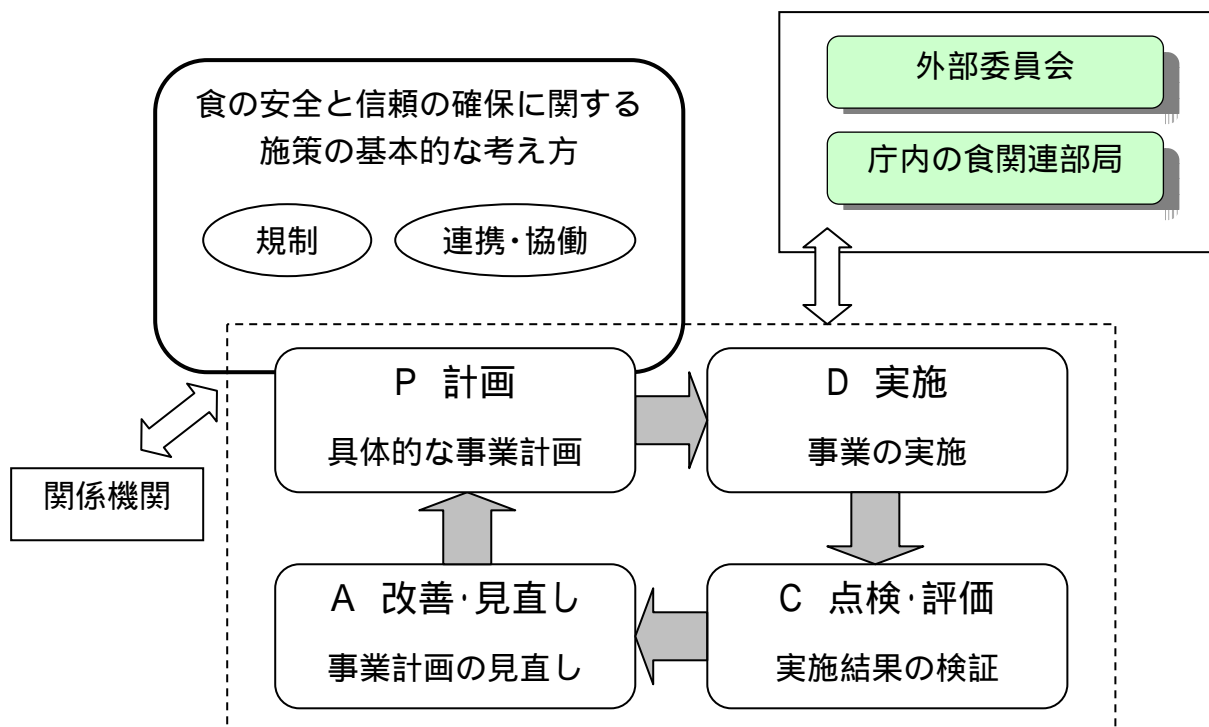 外部委員会
庁内の食関連部局
食の安全と信頼の確保に関する
施策の基本的な考え方
規制
連携・協働
P 計画
具体的な事業計画
D 実施
事業の実施
関係機関
A 改善・見直し
事業計画の見直し
C 点検・評価
実施結果の検証